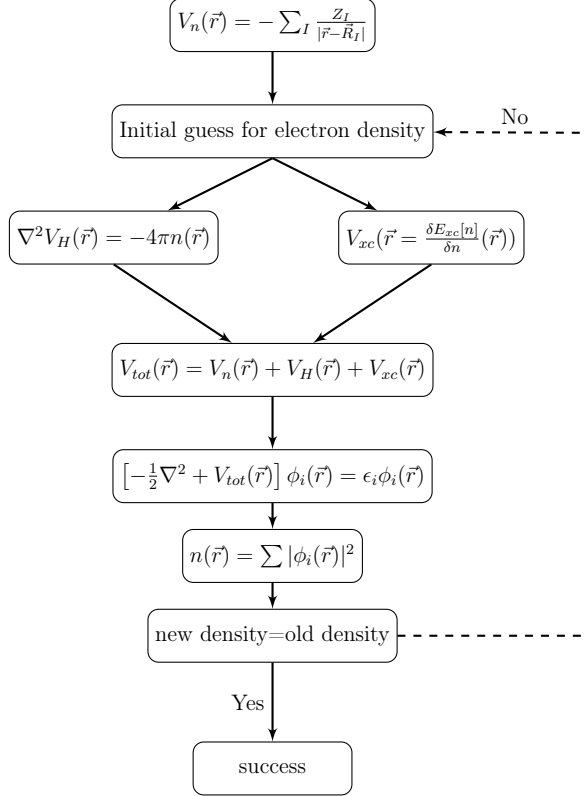 V_n(\vec{r}) = -\sum_I \frac{Z_I}{|\vec{r}-\vec{R}_I|}
Initial guess for electron density
No
\nabla^2 V_H(\vec{r}) = -4\pi n(\vec{r})
V_{xc}(\vec{r} = \frac{\delta E_{xc}[n]}{\delta n}(\vec{r}))
V_{tot}(\vec{r}) = V_n(\vec{r}) + V_H(\vec{r}) + V_{xc}(\vec{r})
\left[-\frac{1}{2}\nabla^2 + V_{tot}(\vec{r})\right] \phi_i(\vec{r}) = \epsilon_i \phi_i(\vec{r})
n(\vec{r}) = \sum |\phi_i(\vec{r})|^2
new density=old density
Yes
success